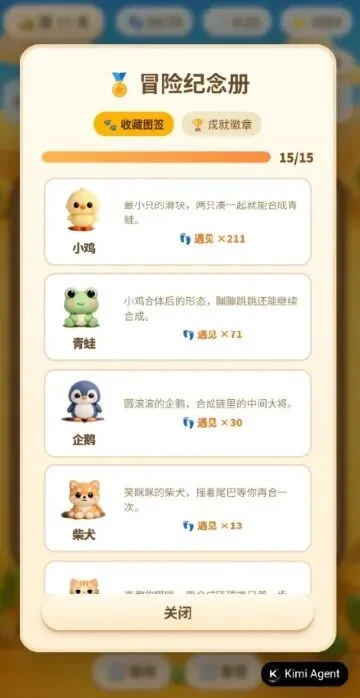 冒险纪念册
收藏图签
成就徽章
15/15
最小只的滑块，两只凑一起就能合成青
蛙。
小鸡
遇见 ×211
小鸡合体后的形态，蹦蹦跳跳还能继续
合成。
青蛙
遇见 ×71
圆滚滚的企鹅，合成链里的中间大将。
企鹅
遇见 ×30
笑眯眯的柴犬，摇着尾巴等你再合一
次。
柴犬
遇见 ×13
关闭
Kimi Agent